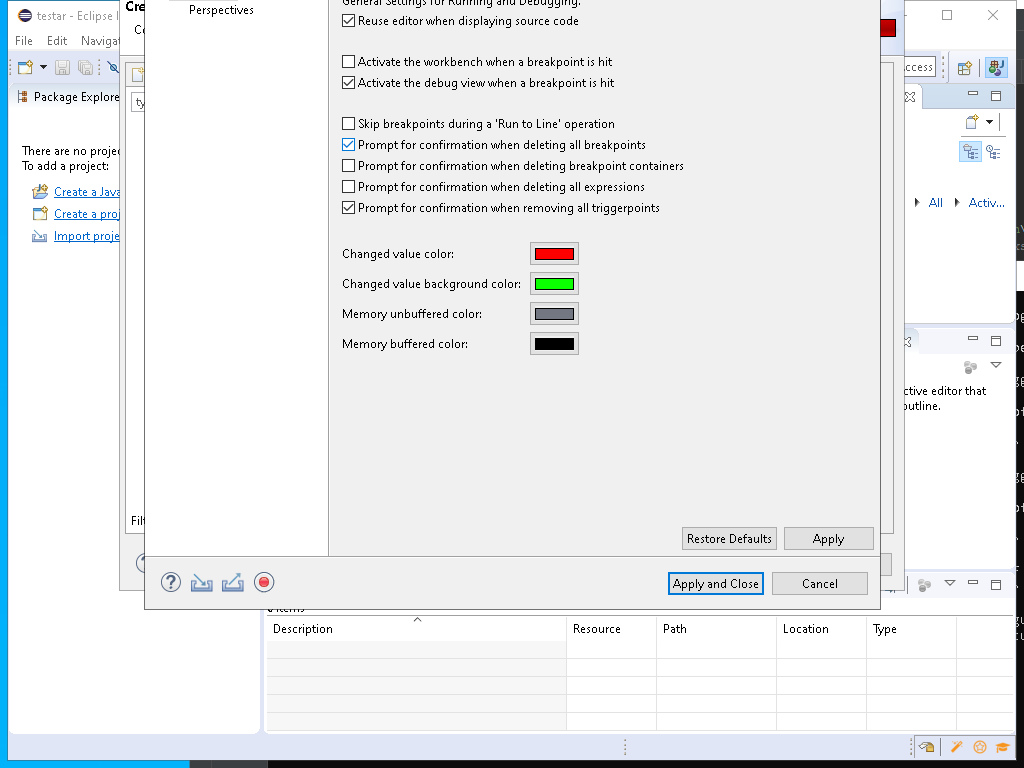 testar - Eclipse I
Cre
Perspectives
General Settings for Running and Debugging.
Reuse editor when displaying source code
File Edit Navigat
Activate the workbench when a breakpoint is hit
Activate the debug view when a breakpoint is hit
ccess
Package Explore
Skip breakpoints during a 'Run to Line' operation
Prompt for confirmation when deleting all breakpoints
Prompt for confirmation when deleting breakpoint containers
Prompt for confirmation when deleting all expressions
Prompt for confirmation when removing all triggerpoints
There are no projec
To add a project:
Create a Java
Create a proj
Import proje
All Activ...
Changed value color:
Changed value background color:
Memory unbuffered color:
Memory buffered color:
ctive editor that
outline.
Filt
Restore Defaults Apply
Apply and Close Cancel
Description Resource Path Location Type